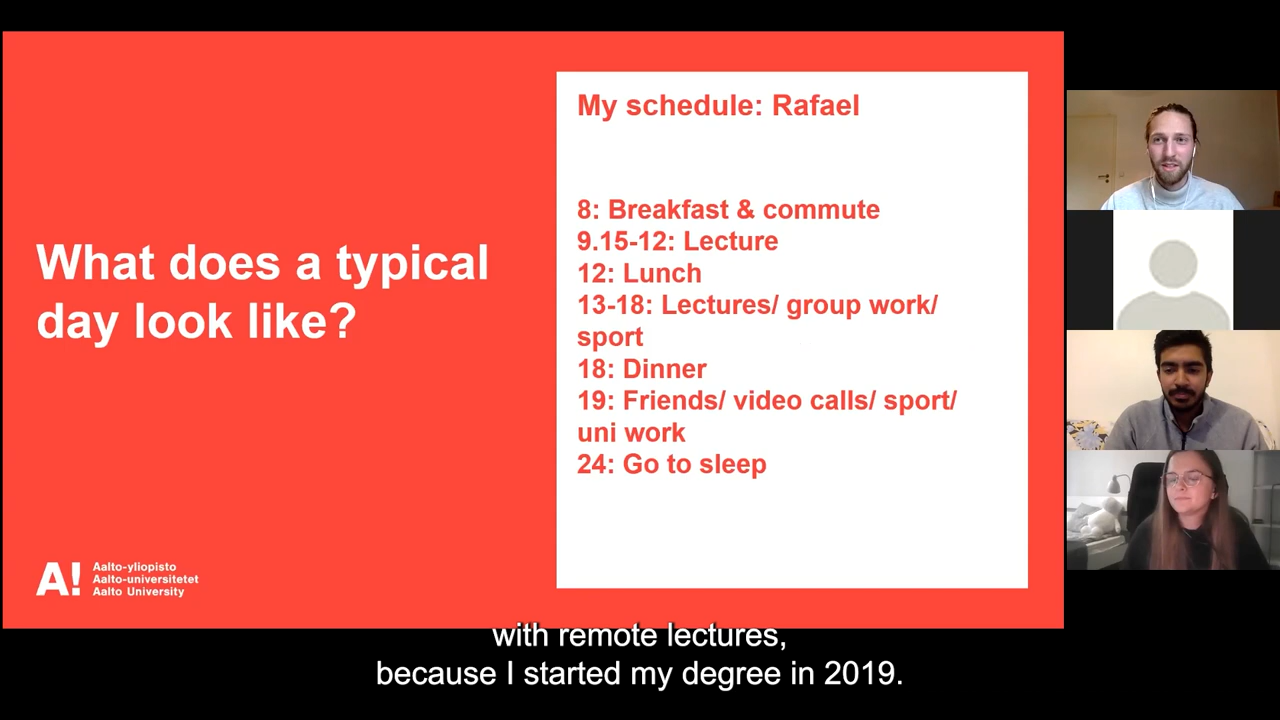 My schedule: Rafael
What does a typical
day look like?
8: Breakfast & commute
9.15-12: Lecture
12: Lunch
13-18: Lectures/ group work/
sport
18: Dinner
19: Friends/ video calls/ sport/
uni work
24: Go to sleep
A!
Aalto-yliopisto
Aalto-universitetet
Aalto University
with remote lectures,
because I started my degree in 2019.